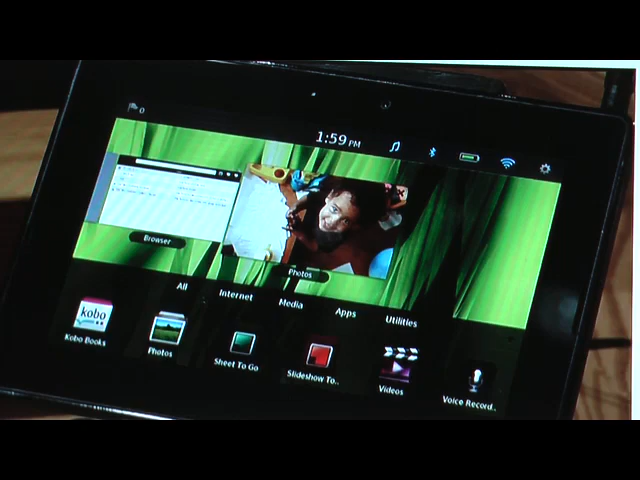 0
1:59 PM
Browser
Photos
All Internet Media Apps Utilities
kobo
Kobo Books Photos Sheet To Go Slideshow To.. Videos Voice Record..